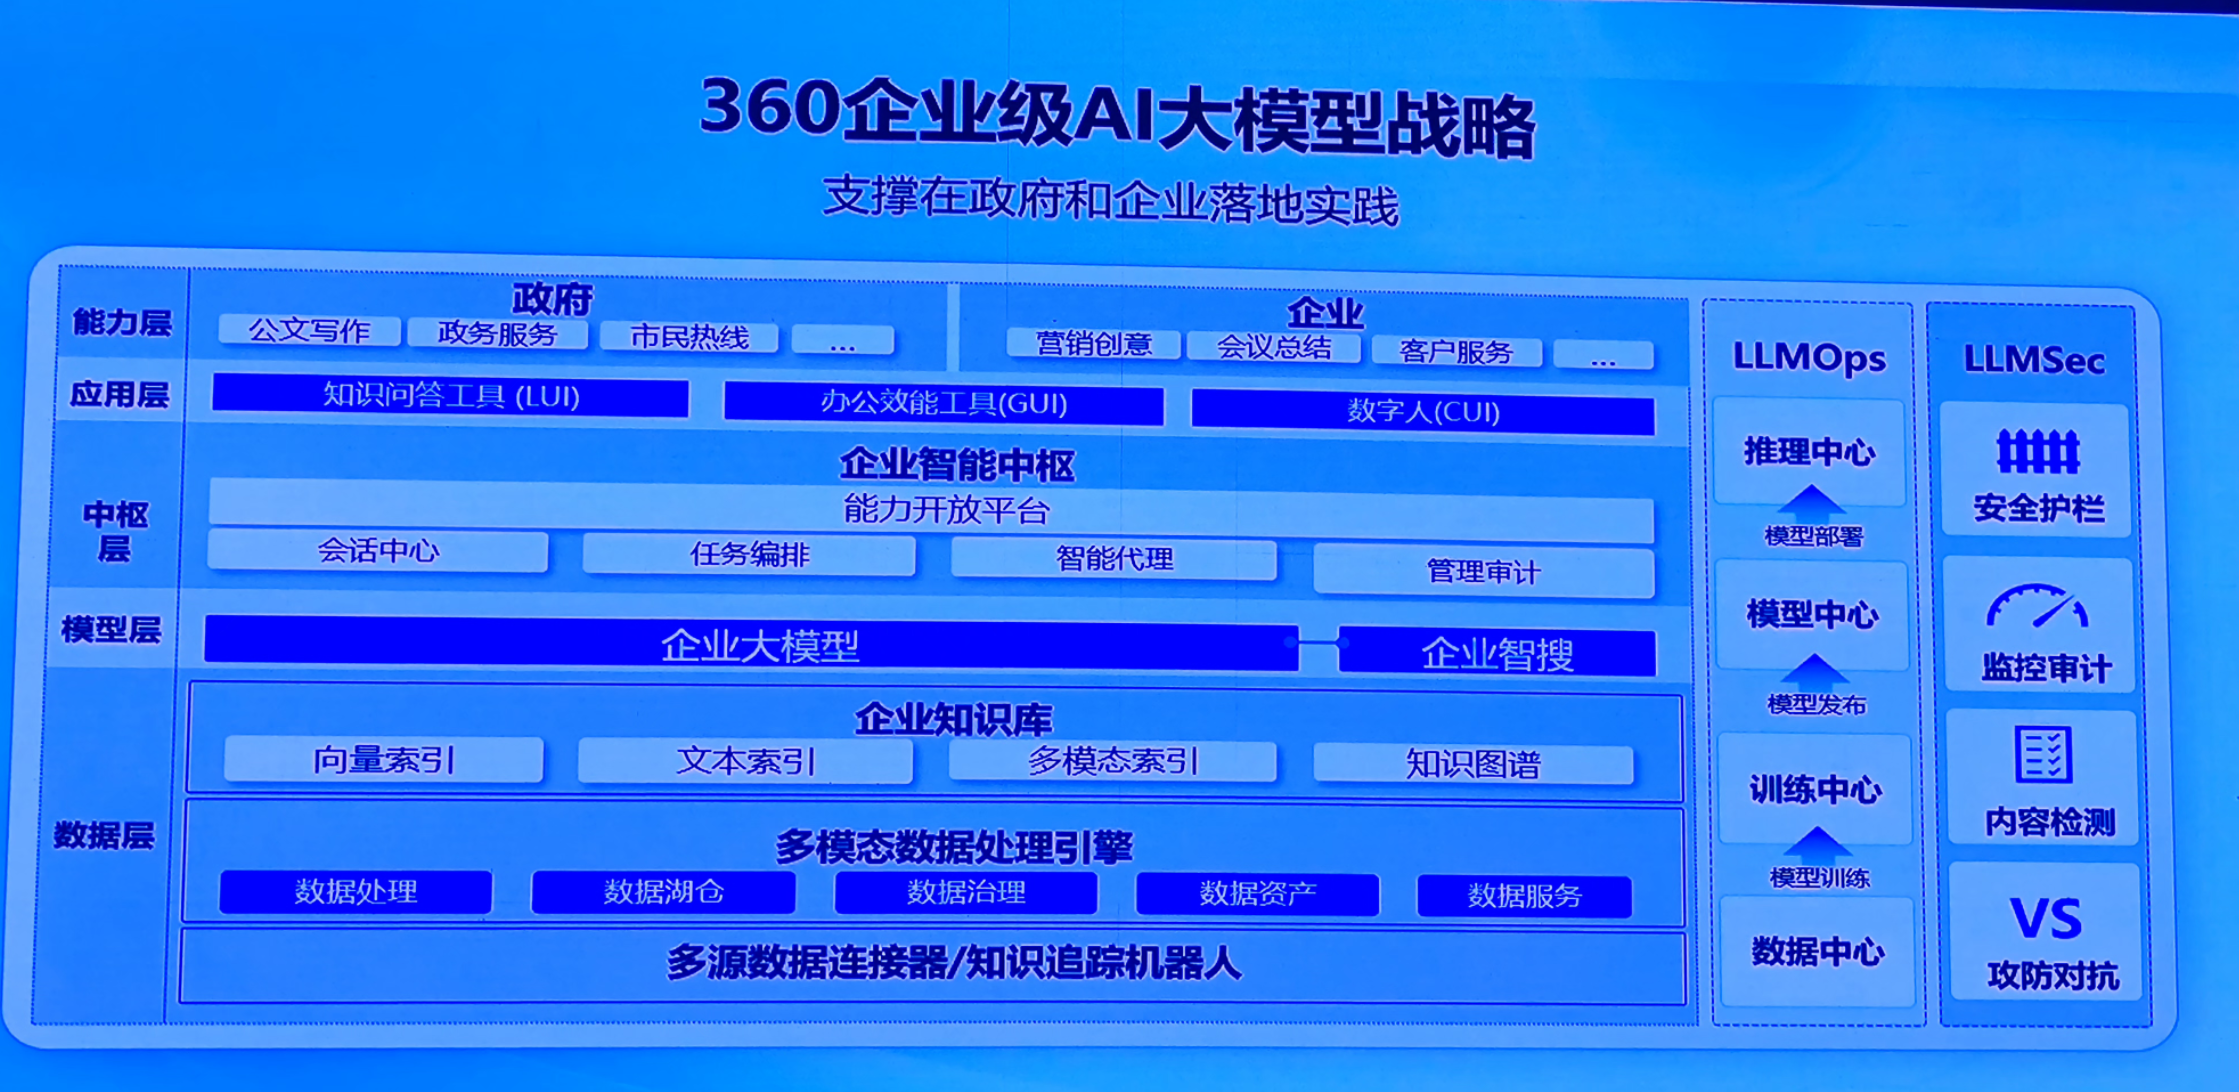 360企业级AI大模型战略
支撑在政府和企业落地实践
能力层
政府
公文写作 政务服务 市民热线 ...
企业
营销创意 会议总结 客户服务 ...
应用层
知识问答工具 (LUI) 办公效能工具(GUI) 数字人(CUI)
中枢
层
企业智能中枢
能力开放平台
会话中心 任务编排 智能代理 管理审计
模型层
企业大模型 企业智搜
数据层
企业知识库
向量索引 文本索引 多模态索引 知识图谱
多模态数据处理引擎
数据处理 数据湖仓 数据治理 数据资产 数据服务
多源数据连接器/知识追踪机器人
LLMOps
推理中心
模型部署
模型中心
模型发布
训练中心
模型训练
数据中心
LLMSec
安全护栏
监控审计
内容检测
VS
攻防对抗